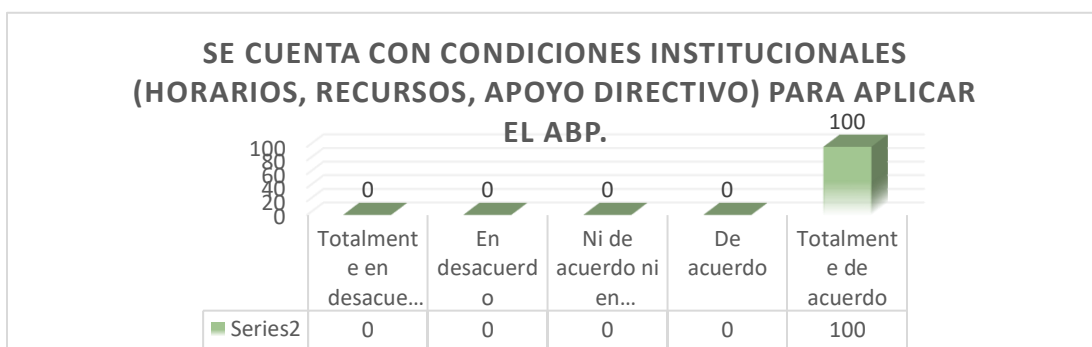 SE CUENTA CON CONDICIONES INSTITUCIONALES
(HORARIOS, RECURSOS, APOYO DIRECTIVO) PARA APLICAR
EL ABP.
100
100
80
60
40
20
0
0
0
0
0
Totalment
e en
desacue...
En
desacuerd
o
Ni de
acuerdo ni
en...
De
acuerdo
Totalment
e de
acuerdo
Series2 0 0 0 0 100